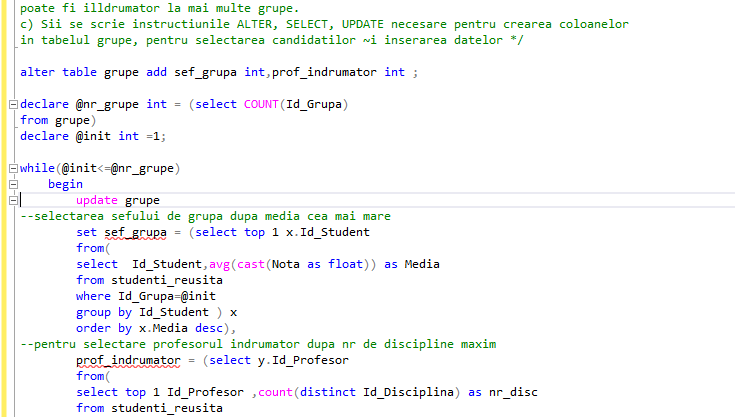 poate fi illdrumator la mai multe grupe.
c) Sii se scrie instructiunile ALTER, SELECT, UPDATE necesare pentru crearea coloanelor
in tabelul grupe, pentru selectarea candidatilor ~i inserarea datelor */
alter table grupe add sef_grupa int,prof_indrumator int ;
declare @nr_grupe int = (select COUNT(Id_Grupa)
from grupe)
declare @init int =1;
while(@init<=@nr_grupe)
begin
update grupe
--selectarea sefului de grupa dupa media cea mai mare
set sef_grupa = (select top 1 x.Id_Student
from(
select  Id_Student,avg(cast(Nota as float)) as Media
from studenti_reusita
where Id_Grupa=@init
group by Id_Student ) x
order by x.Media desc),
--pentru selectare profesorul indrumator dupa nr de discipline maxim
prof_indrumator = (select y.Id_Profesor
from(
select top 1 Id_Profesor ,count(distinct Id_Disciplina) as nr_disc
from studenti_reusita